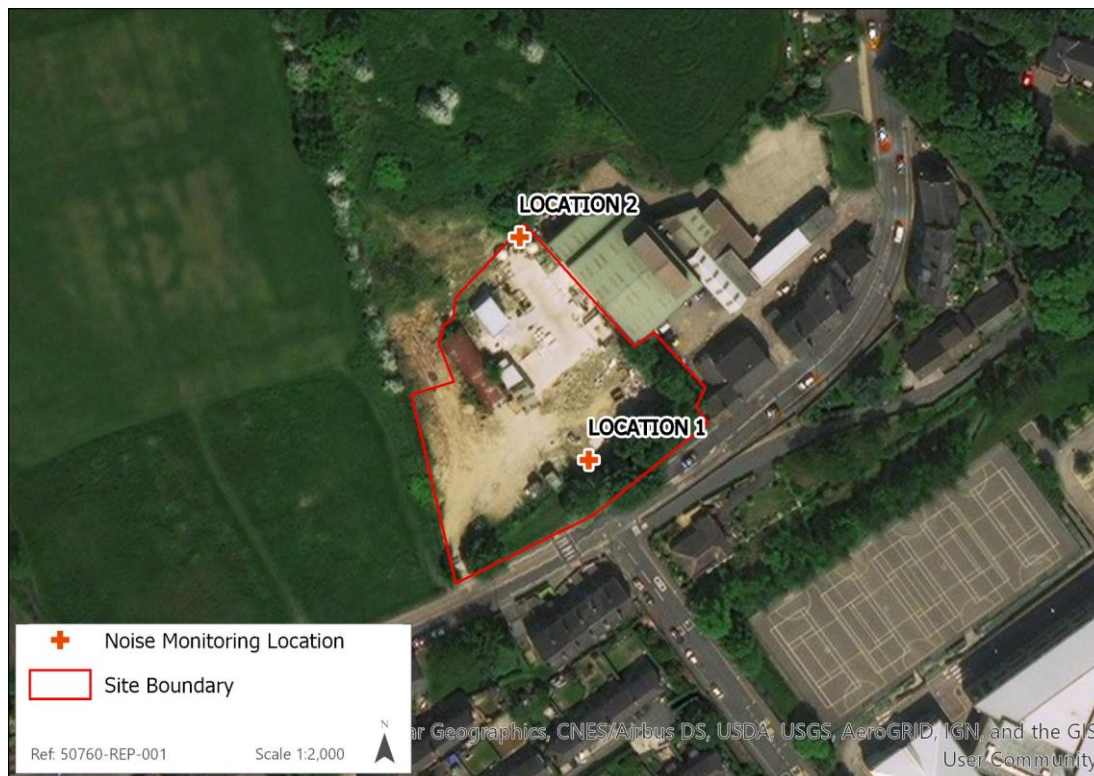 LOCATION 2
LOCATION 1
Noise Monitoring Location
Site Boundary
N
Ref: 50760-REP-001 Scale 1:2,000
Geographics, CNES/Airbus DS, USDA, USGS, AeroGRID, IGN, and the GIS
User Community